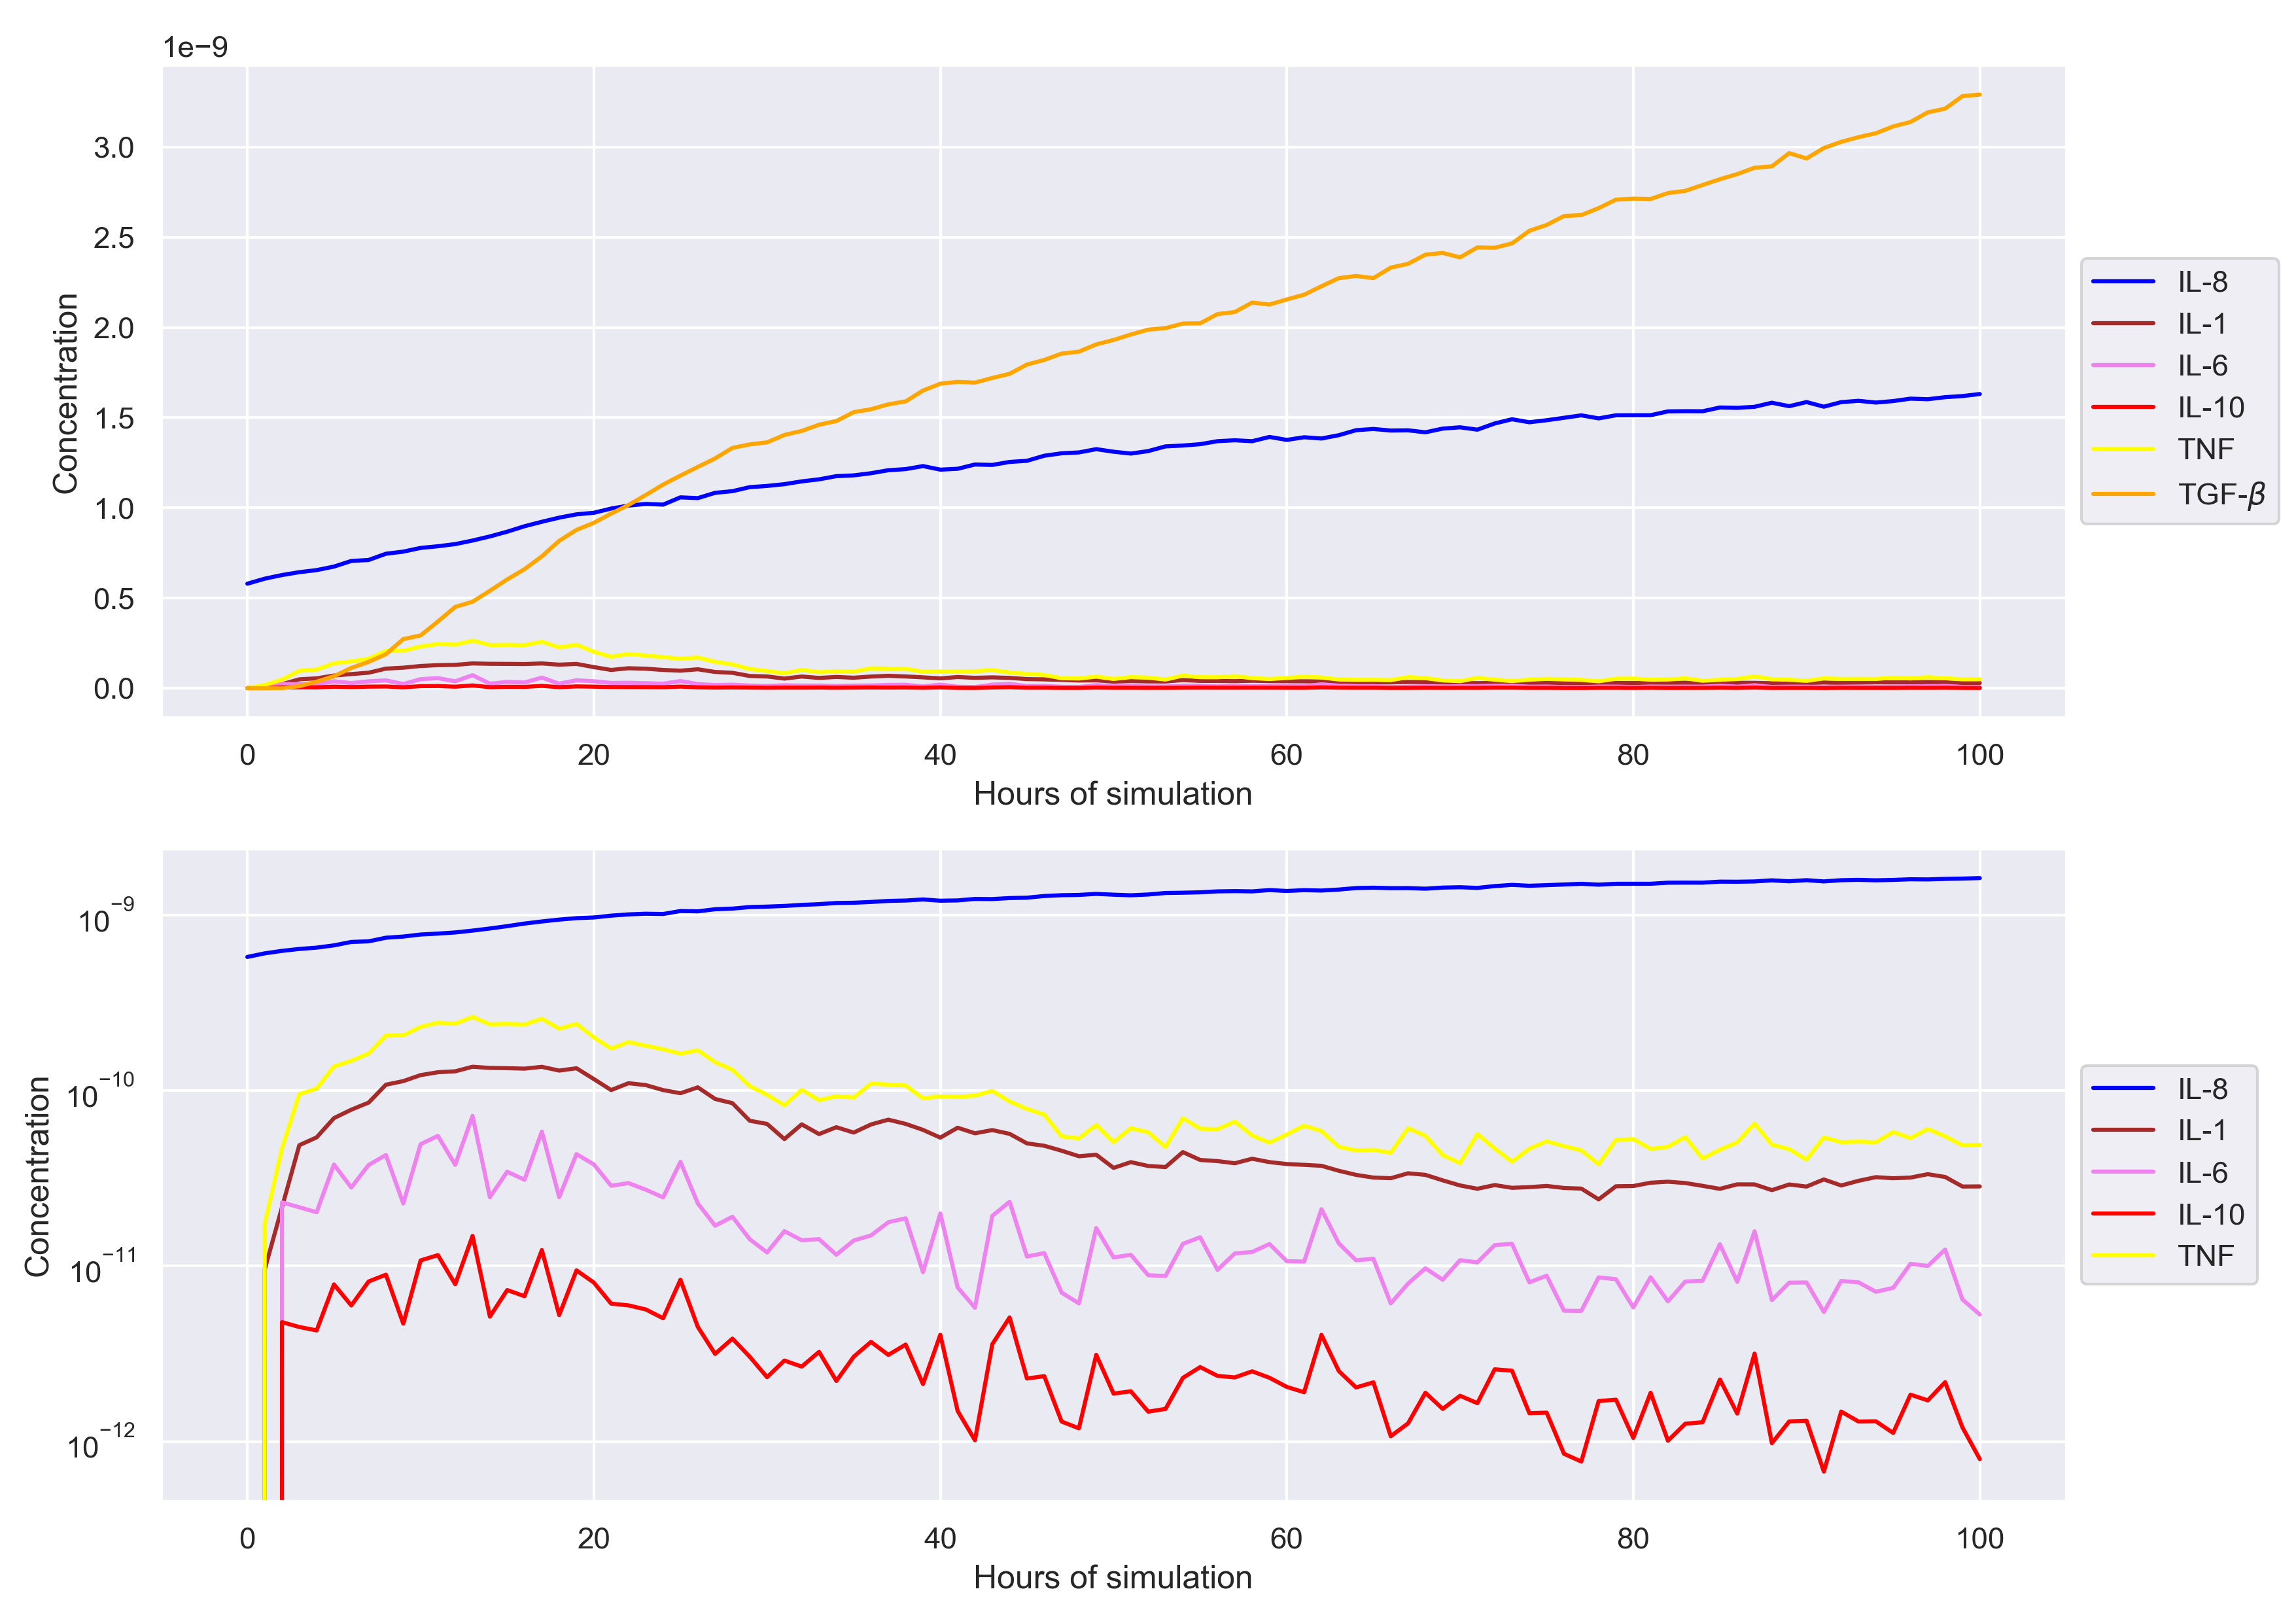 1e−9
3.0
2.5
2.0
1.5
1.0
0.5
0.0
Concentration
0 20 40 60 80 100
Hours of simulation
IL-8
IL-1
IL-6
IL-10
TNF
TGF-β
10⁻⁹
10⁻¹⁰
10⁻¹¹
10⁻¹²
Concentration
0 20 40 60 80 100
Hours of simulation
IL-8
IL-1
IL-6
IL-10
TNF